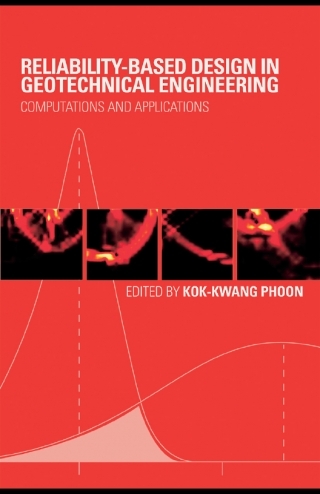 RELIABILITY-BASED DESIGN IN
GEOTECHNICAL ENGINEERING
COMPUTATIONS AND APPLICATIONS
EDITED BY KOK-KWANG PHOON